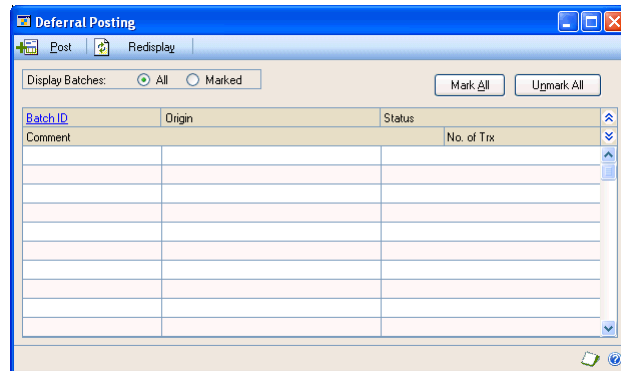 Deferral Posting
Post Redisplay
Display Batches: All Marked Mark All Unmark All
Batch ID Origin Status
Comment No. of Trx